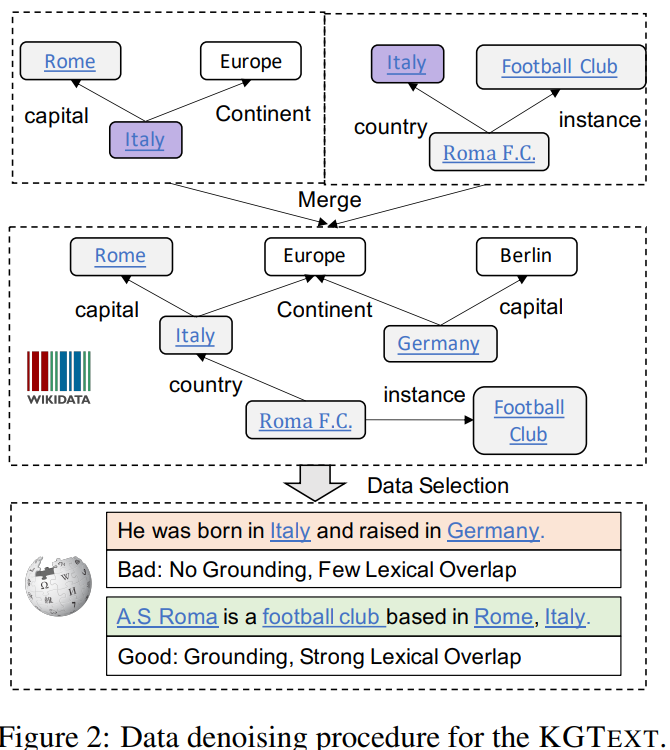 Rome
Europe
capital
Continent
Italy
Italy
Football Club
country
instance
Roma F.C.
Merge
Rome
Europe
Berlin
capital
Continent
capital
Italy
Germany
WIKIDATA
country
instance
Roma F.C.
Football
Club
Data Selection
He was born in Italy and raised in Germany.
Bad: No Grounding, Few Lexical Overlap
A.S Roma is a football club based in Rome, Italy.
Good: Grounding, Strong Lexical Overlap
Figure 2: Data denoising procedure for the KGTEXT.